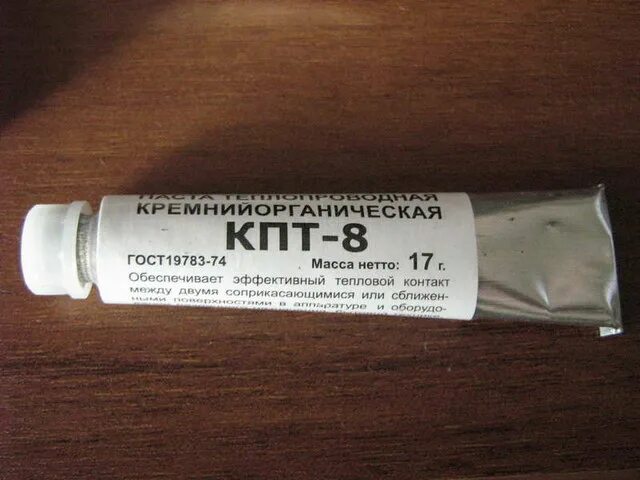 ПАСТА ТЕПЛОПРОВОДНАЯ
КРЕМНИЙОРГАНИЧЕСКАЯ
КПТ-8
ГОСТ19783-74 Масса нетто: 17 г.
Обеспечивает эффективный тепловой контакт
между двумя соприкасающимися или сближен-
ными поверхностями в аппаратуре и оборудо-